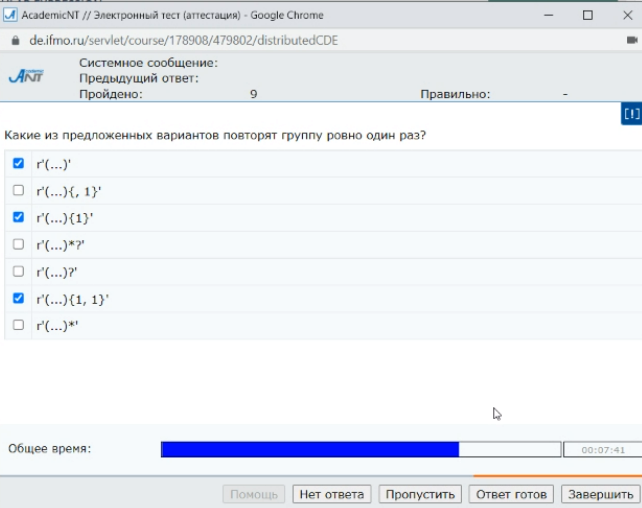 AcademicNT // Электронный тест (аттестация) - Google Chrome
de.ifmo.ru/servlet/course/178908/479802/distributedCDE
Academic NT
Системное сообщение:
Предыдущий ответ:
Пройдено: 9 Правильно: -
[!]
Какие из предложенных вариантов повторят группу ровно один раз?
r'(...)'
r'(...){, 1}'
r'(...){1}'
r'(...)*?'
r'(...)?'
r'(...){1, 1}'
r'(...)*'
Общее время: 00:07:41
Помощь Нет ответа Пропустить Ответ готов Завершить